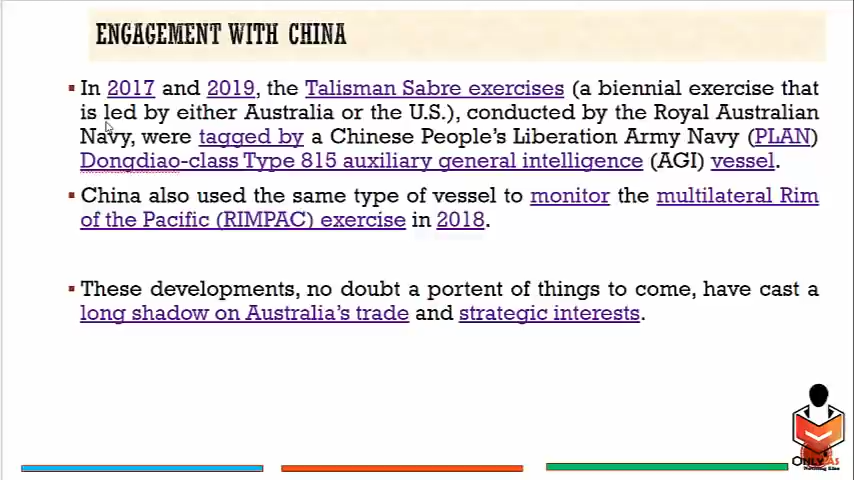 ENGAGEMENT WITH CHINA
In 2017 and 2019, the Talisman Sabre exercises (a biennial exercise that
is led by either Australia or the U.S.), conducted by the Royal Australian
Navy, were tagged by a Chinese People's Liberation Army Navy (PLAN)
Dongdiao-class Type 815 auxiliary general intelligence (AGI) vessel.
China also used the same type of vessel to monitor the multilateral Rim
of the Pacific (RIMPAC) exercise in 2018.
These developments, no doubt a portent of things to come, have cast a
long shadow on Australia's trade and strategic interests.
ONLY IAS
Nothing Else